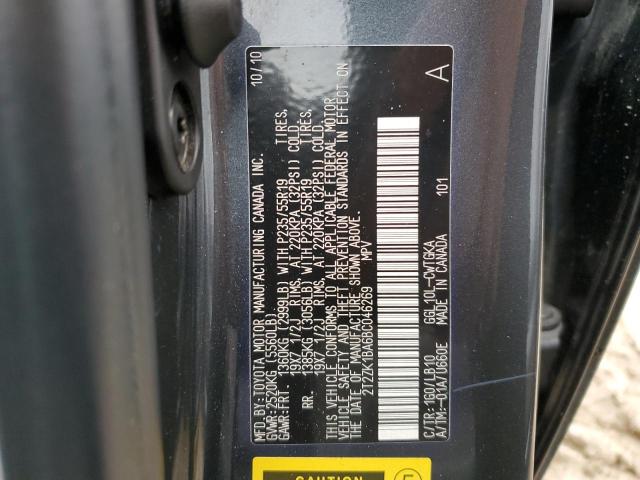 MFD. BY:TOYOTA MOTOR MANUFACTURING CANADA INC. 10/10
GVWR:2520KG (5560LB)
GAWR:FRT. 1360KG (2999LB) WITH P235/55R19 TIRES,
19X7 1/2J RIMS, AT 220KPA (32PSI) COLD.
RR. 1385KG (3056LB) WITH P235/55R19 TIRES,
19X7 1/2J RIMS, AT 220KPA (32PSI) COLD.
THIS VEHICLE CONFORMS TO ALL APPLICABLE FEDERAL MOTOR
VEHICLE SAFETY AND THEFT PREVENTION STANDARDS IN EFFECT ON
THE DATE OF MANUFACTURE SHOWN ABOVE.
2T2ZK1BA6BC046269 MPV
C/TR:1G0/LB10 GGL10L-CWTGKA A
A/TM:-01A/U660E MADE IN CANADA 101
CAUTION